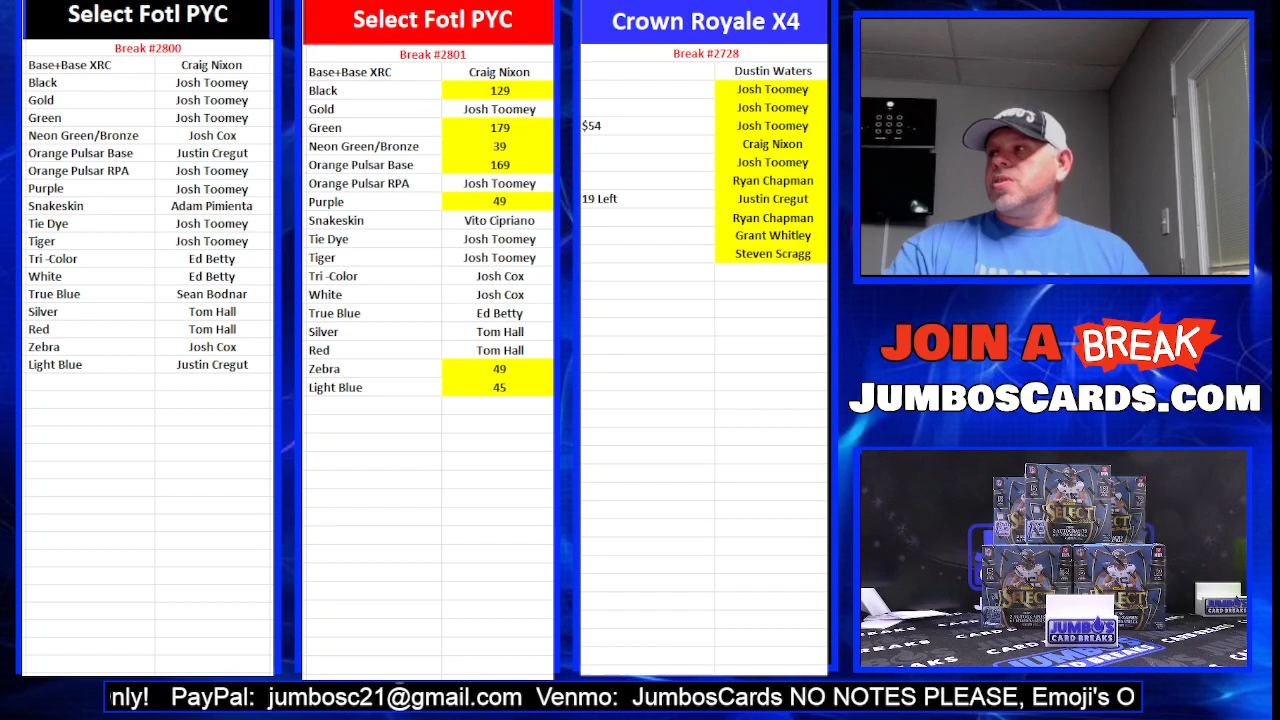 Select Fotl PYC
Break #2800
Base+Base XRC Craig Nixon
Black Josh Toomey
Gold Josh Toomey
Green Josh Toomey
Neon Green/Bronze Josh Cox
Orange Pulsar Base Justin Cregut
Orange Pulsar RPA Josh Toomey
Purple Josh Toomey
Snakeskin Adam Pimienta
Tie Dye Josh Toomey
Tiger Josh Toomey
Tri -Color Ed Betty
White Ed Betty
True Blue Sean Bodnar
Silver Tom Hall
Red Tom Hall
Zebra Josh Cox
Light Blue Justin Cregut
Select Fotl PYC
Break #2801
Base+Base XRC Craig Nixon
Black 129
Gold Josh Toomey
Green 179
Neon Green/Bronze 39
Orange Pulsar Base 169
Orange Pulsar RPA Josh Toomey
Purple 49
Snakeskin Vito Cipriano
Tie Dye Josh Toomey
Tiger Josh Toomey
Tri -Color Josh Cox
White Josh Cox
True Blue Ed Betty
Silver Tom Hall
Red Tom Hall
Zebra 49
Light Blue 45
Crown Royale X4
Break #2728
Dustin Waters
Josh Toomey
Josh Toomey
$54 Josh Toomey
Craig Nixon
Josh Toomey
Ryan Chapman
19 Left Justin Cregut
Ryan Chapman
Grant Whitley
Steven Scragg
JOIN A BREAK
JUMBOSCARDS.COM
SELECT
SELECT
SELECT
JUMBO'S
CARD BREAKS
nly! PayPal: jumbosc21@gmail.com Venmo: JumbosCards NO NOTES PLEASE, Emoji's O